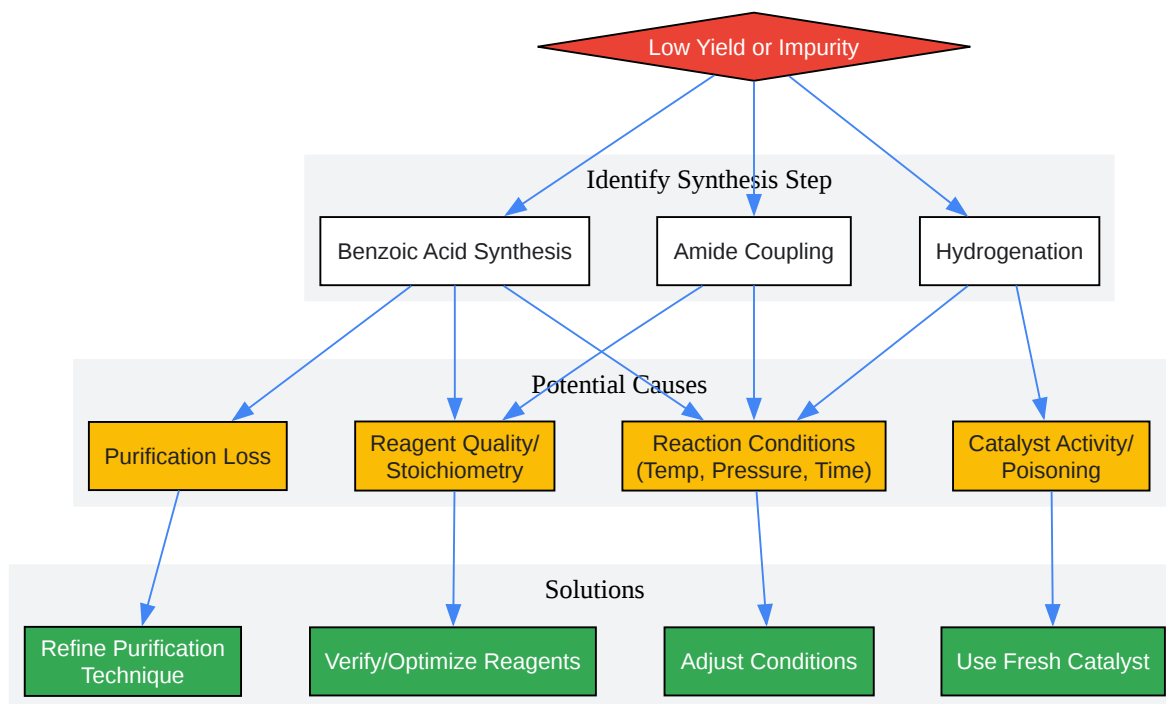 Low Yield or Impurity
Identify Synthesis Step
Benzoic Acid Synthesis
Amide Coupling
Hydrogenation
Potential Causes
Purification Loss
Reagent Quality/
Stoichiometry
Reaction Conditions
(Temp, Pressure, Time)
Catalyst Activity/
Poisoning
Solutions
Refine Purification
Technique
Verify/Optimize Reagents
Adjust Conditions
Use Fresh Catalyst